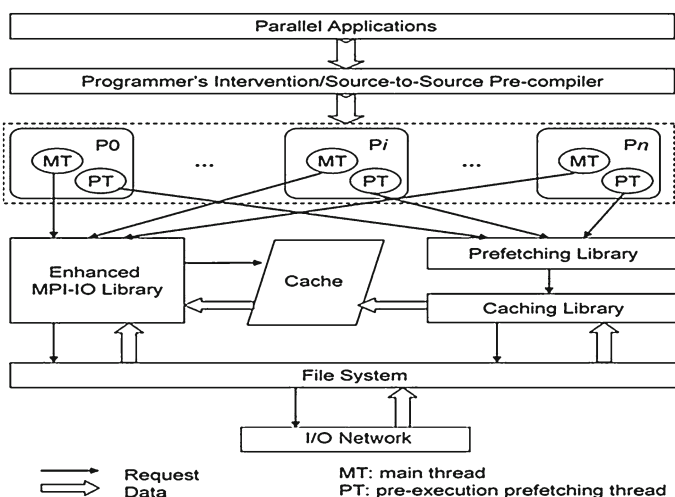 Parallel Applications
Programmer's Intervention/Source-to-Source Pre-compiler
P0
MT
PT
...
Pi
MT
PT
...
Pn
MT
PT
Enhanced
MPI-IO Library
Cache
Prefetching Library
Caching Library
File System
I/O Network
Request
Data
MT: main thread
PT: pre-execution prefetching thread